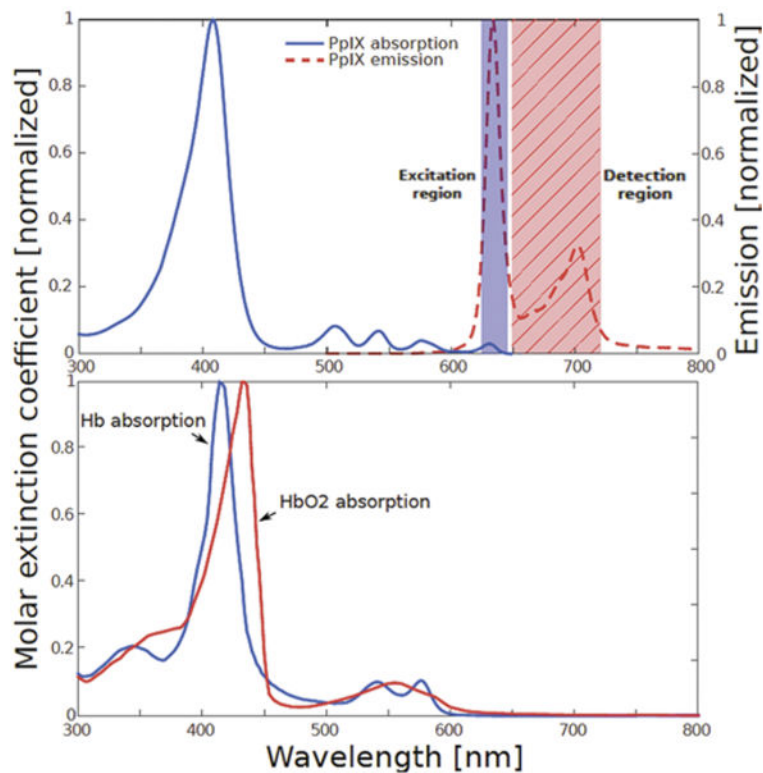 PpIX absorption
PpIX emission
Excitation
region
Detection
region
Molar extinction coefficient [normalized]
Emission [normalized]
1
0.8
0.6
0.4
0.2
0
1
0.8
0.6
0.4
0.2
0
300
400
500
600
700
800
Hb absorption
HbO2 absorption
1
0.8
0.6
0.4
0.2
0
300
400
500
600
700
800
Wavelength [nm]